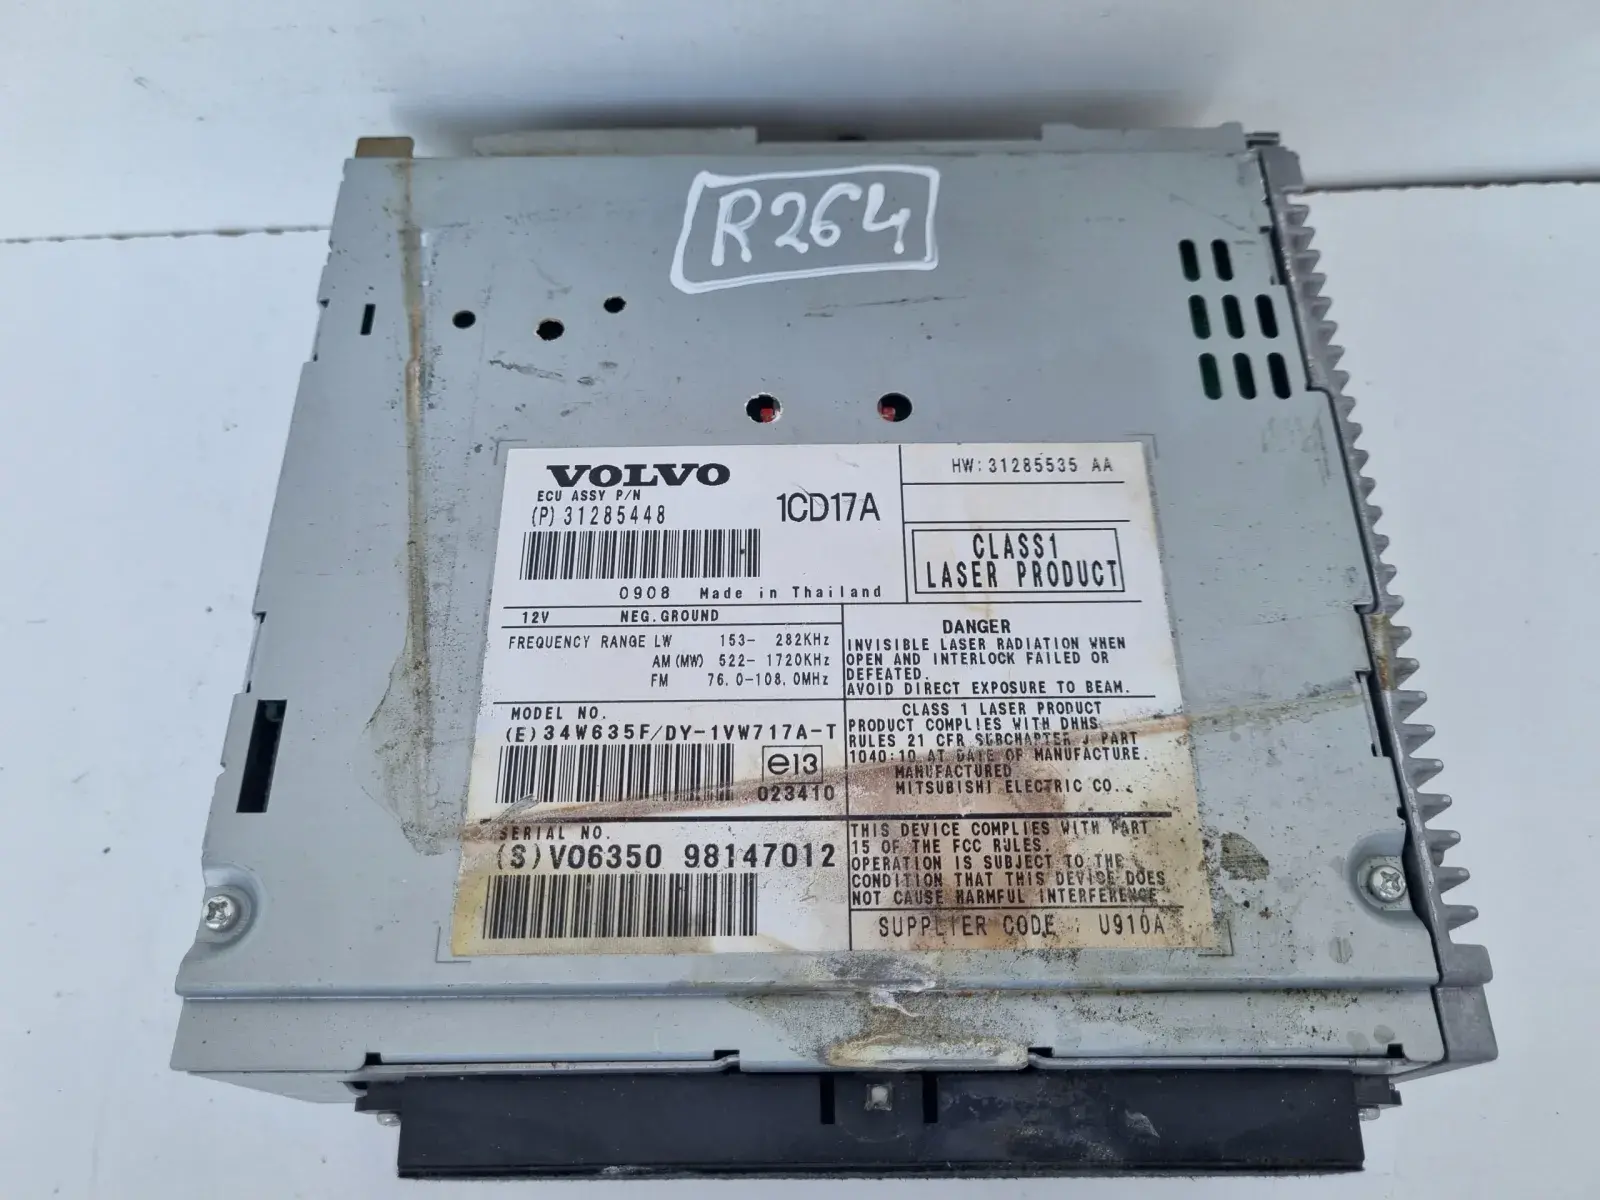 R264
VOLVO
ECU ASSY P/N
(P) 31285448
1CD17A
0908 Made in Thailand
HW: 31285535 AA
CLASS1
LASER PRODUCT
12V NEG. GROUND
FREQUENCY RANGE LW 153- 282KHz
AM (MW) 522- 1720KHz
FM 76.0-108.0MHz
DANGER
INVISIBLE LASER RADIATION WHEN
OPEN AND INTERLOCK FAILED OR
DEFEATED.
AVOID DIRECT EXPOSURE TO BEAM.
MODEL NO.
(E) 34W635F/DY-1VW717A-T
e13
023410
CLASS 1 LASER PRODUCT
PRODUCT COMPLIES WITH DHHS
RULES 21 CFR SUBCHAPTER J PART
1040:10 AT DATE OF MANUFACTURE.
MANUFACTURED
MITSUBISHI ELECTRIC CO.,
SERIAL NO.
(S) V06350 98147012
THIS DEVICE COMPLIES WITH PART
15 OF THE FCC RULES.
OPERATION IS SUBJECT TO THE
CONDITION THAT THIS DEVICE DOES
NOT CAUSE HARMFUL INTERFERENCE.
SUPPLIER CODE : U910A